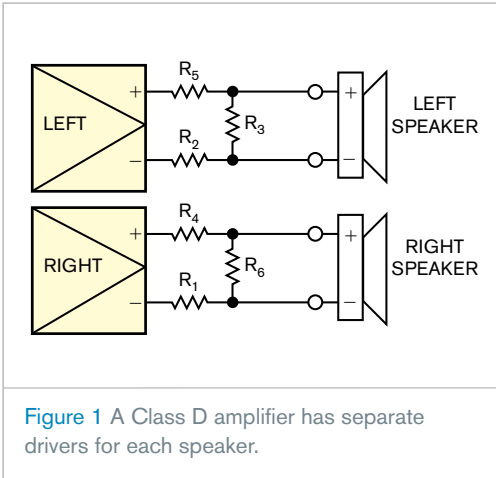 R5
+
LEFT
R3
+
LEFT
SPEAKER
R2
−
−
R4
+
RIGHT
R6
+
RIGHT
SPEAKER
R1
−
−
Figure 1 A Class D amplifier has separate
drivers for each speaker.